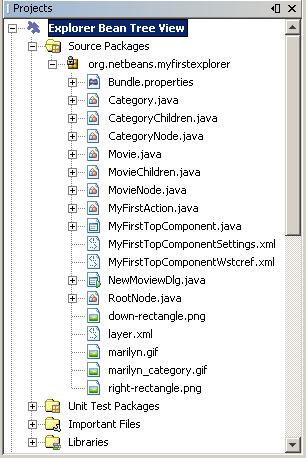 Projects
Explorer Bean Tree View
Source Packages
org.netbeans.myfirstexplorer
Bundle.properties
Category.java
CategoryChildren.java
CategoryNode.java
Movie.java
MovieChildren.java
MovieNode.java
MyFirstAction.java
MyFirstTopComponent.java
MyFirstTopComponentSettings.xml
MyFirstTopComponentWstcref.xml
NewMoviewDlg.java
RootNode.java
down-rectangle.png
layer.xml
marilyn.gif
marilyn_category.gif
right-rectangle.png
Unit Test Packages
Important Files
Libraries